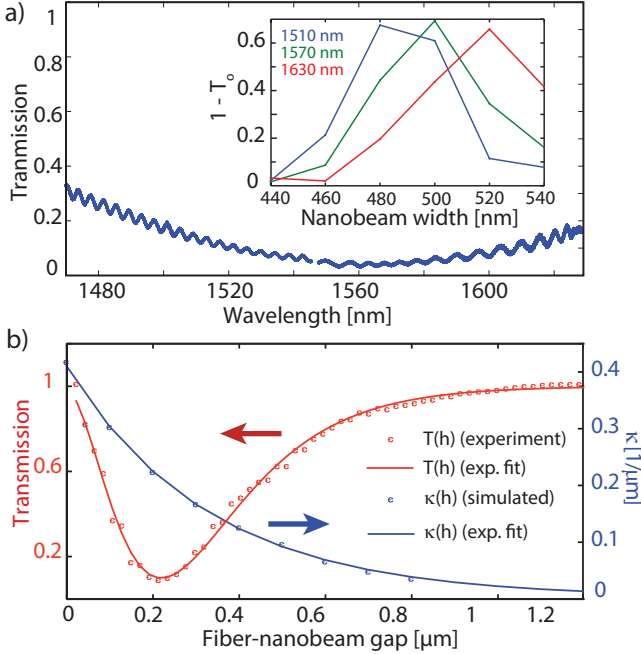 a)
1
0.8
0.6
0.4
0.2
0
Tranmission
1480
1520
1560
1600
Wavelength [nm]
1510 nm
1570 nm
1630 nm
0.6
0.4
0.2
0
1 - To
440
460
480
500
520
540
Nanobeam width [nm]
b)
1
0.6
0.2
Transmission
0.4
0.3
0.2
0.1
0
κ [1/μm]
T(h) (experiment)
T(h) (exp. fit)
κ(h) (simulated)
κ(h) (exp. fit)
0
0.2
0.4
0.6
0.8
1
1.2
Fiber-nanobeam gap [μm]